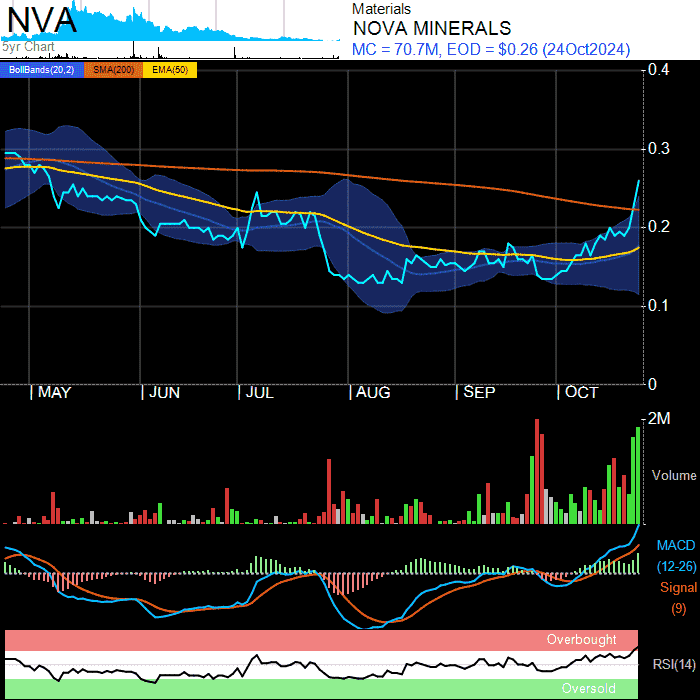 NVA
5yr Chart
Materials
NOVA MINERALS
MC = 70.7M, EOD = $0.26 (24Oct2024)
BollBands(20,2) SMA(200) EMA(50)
0.4
0.3
0.2
0.1
0
MAY JUN JUL AUG SEP OCT
2M
Volume
MACD
(12-26)
Signal
(9)
Overbought
RSI(14)
Oversold